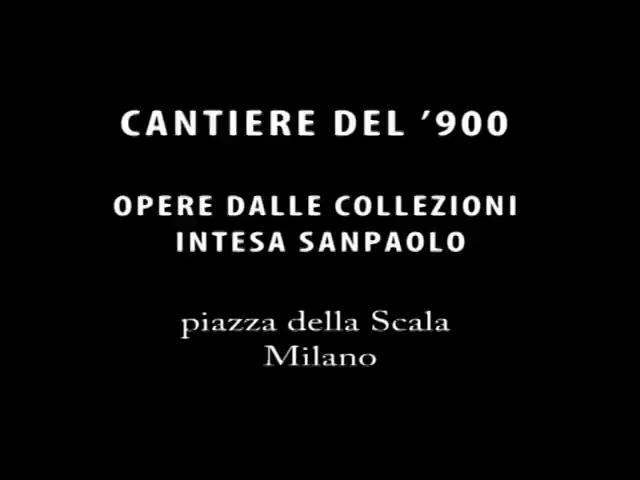 CANTIERE DEL ’900
OPERE DALLE COLLEZIONI
INTESA SANPAOLO
piazza della Scala
Milano